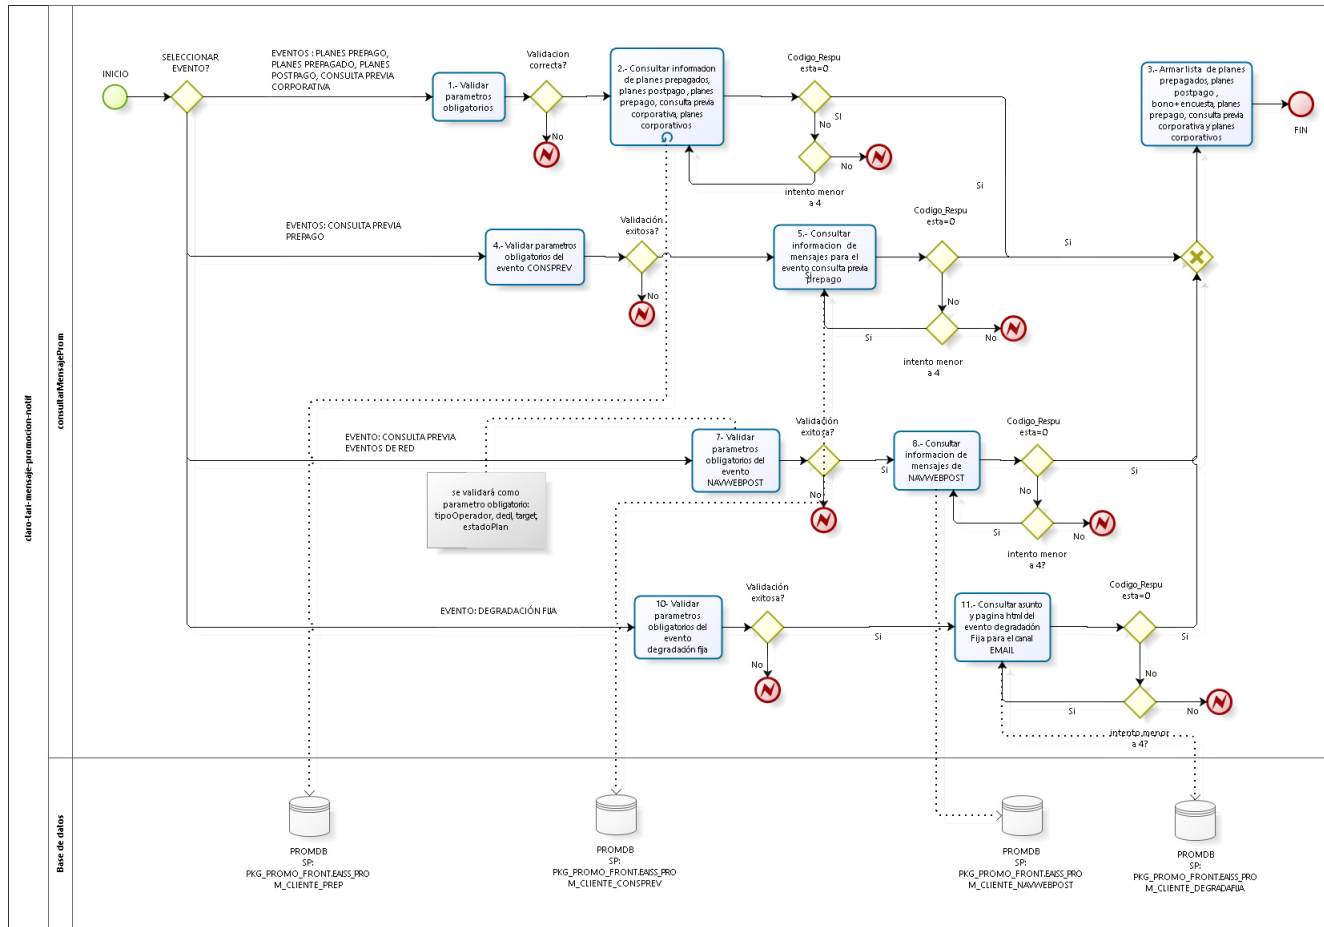 claro-tari-mensaje-promocion-notif
consultarMensajeProm
INICIO
SELECCIONAR
EVENTO?
EVENTOS : PLANES PREPAGO,
PLANES PREPAGADO, PLANES
POSTPAGO, CONSULTA PREVIA
CORPORATIVA
1.- Validar
parametros
obligatorios
Validacion
correcta?
No
2.- Consultar informacion
de planes prepagados,
planes postpago , planes
prepago, consulta previa
corporativa, planes
corporativos
Codigo_Respu
esta=0
SI
No
No
intento menor
a 4
Si
3.- Armar lista de planes
prepagados, planes
postpago ,
bono+encuesta, planes
prepago, consulta previa
corporativa y planes
corporativos
FIN
EVENTOS: CONSULTA PREVIA
PREPAGO
4.- Validar parametros
obligatorios del
evento CONSPREV
Validación
exitosa?
No
5.- Consultar
informacion de
mensajes para el
evento consulta previa
prepago
Si
Codigo_Respu
esta=0
Si
No
Si
No
intento menor
a 4
EVENTO: CONSULTA PREVIA
EVENTOS DE RED
7- Validar
parametros
obligatorios del
evento
NAVWEBPOST
Validación
exitosa?
Si
No
8.- Consultar
informacion de
mensajes de
NAVWEBPOST
Codigo_Respu
esta=0
Si
No
Si
No
intento menor
a 4?
se validará como
parametro obligatorio:
tipoOperador, decil, target,
estadoPlan
EVENTO: DEGRADACIÓN FIJA
10- Validar
parametros
obligatorios del
evento
degradación fija
Validación
exitosa?
Si
No
11.- Consultar asunto
y pagina html del
evento degradación
Fija para el canal
EMAIL
Codigo_Respu
esta=0
Si
No
Si
No
intento menor
a 4?
Base de datos
PROMDB
SP:
PKG_PROMO_FRONT.EAISS_PRO
M_CLIENTE_PREP
PROMDB
SP:
PKG_PROMO_FRONT.EAISS_PRO
M_CLIENTE_CONSPREV
PROMDB
SP:
PKG_PROMO_FRONT.EAISS_PRO
M_CLIENTE_NAVWEBPOST
PROMDB
SP:
PKG_PROMO_FRONT.EAISS_PRO
M_CLIENTE_DEGRADAFIJA